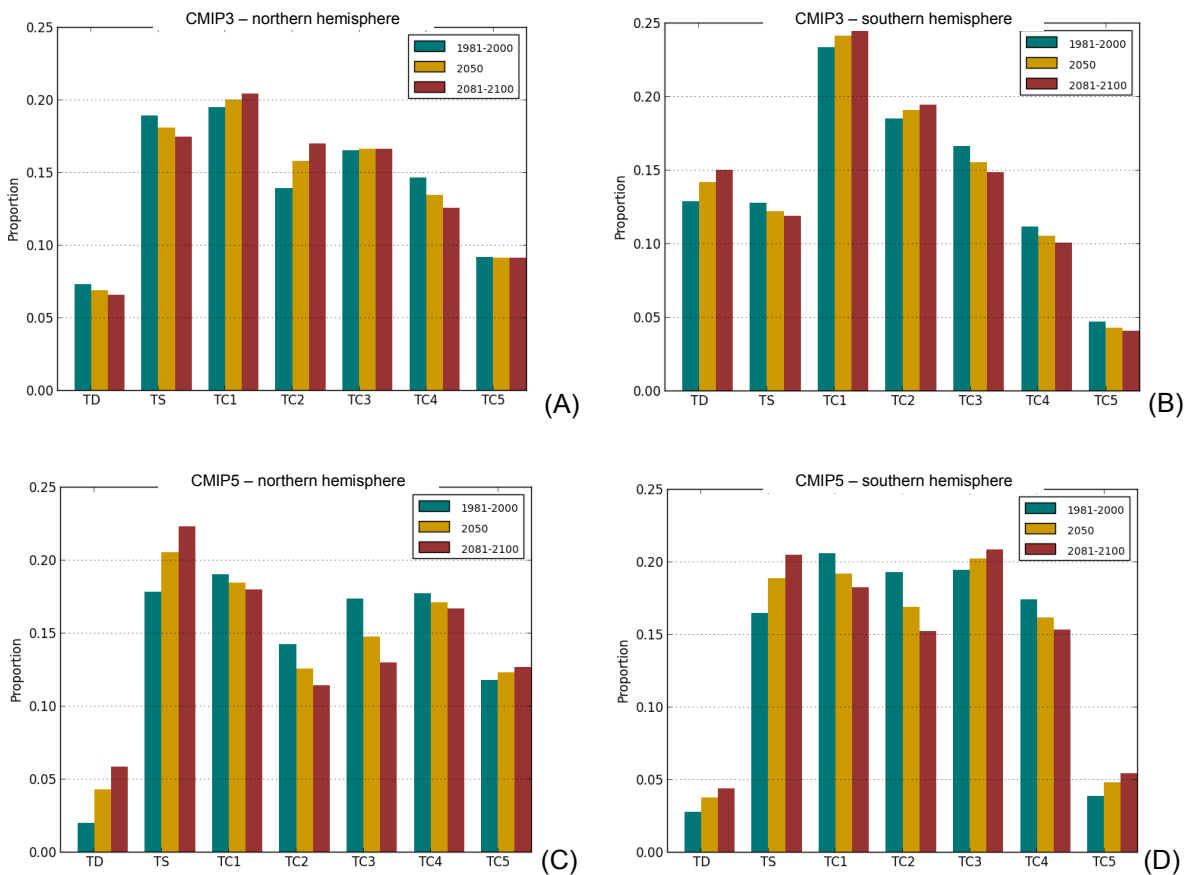 CMIP3 – northern hemisphere
0.25
0.20
0.15
0.10
0.05
0.00
Proportion
1981-2000
2050
2081-2100
TD TS TC1 TC2 TC3 TC4 TC5
(A)
CMIP3 – southern hemisphere
0.25
0.20
0.15
0.10
0.05
0.00
Proportion
1981-2000
2050
2081-2100
TD TS TC1 TC2 TC3 TC4 TC5
(B)
CMIP5 – northern hemisphere
0.25
0.20
0.15
0.10
0.05
0.00
Proportion
1981-2000
2050
2081-2100
TD TS TC1 TC2 TC3 TC4 TC5
(C)
CMIP5 – southern hemisphere
0.25
0.20
0.15
0.10
0.05
0.00
Proportion
1981-2000
2050
2081-2100
TD TS TC1 TC2 TC3 TC4 TC5
(D)